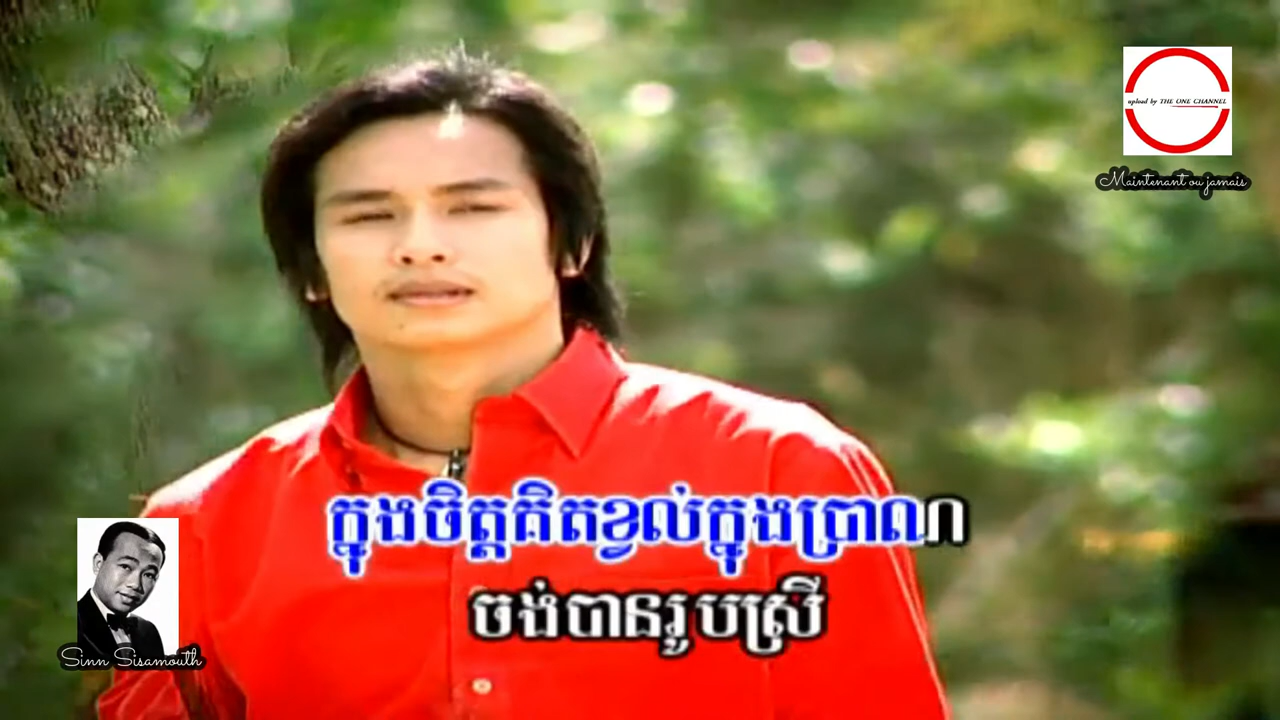 upload by THE ONE CHANNEL
Maintenant ou jamais
ក្នុងចិត្តគិតខ្វល់ក្នុងប្រាណ
ចង់បានរូបស្រី
Sinn Sisamouth